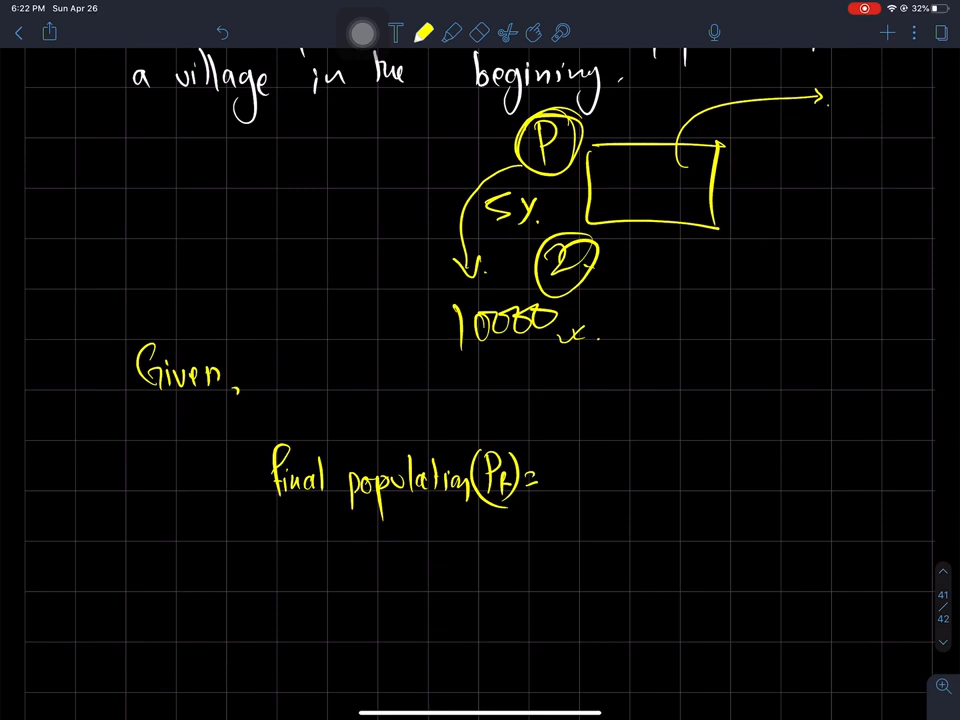 6:22 PM Sun Apr 26
32%
a village in the begining.
P
5y.
2
10000
Given,
final population(Pf)=
41
/
42